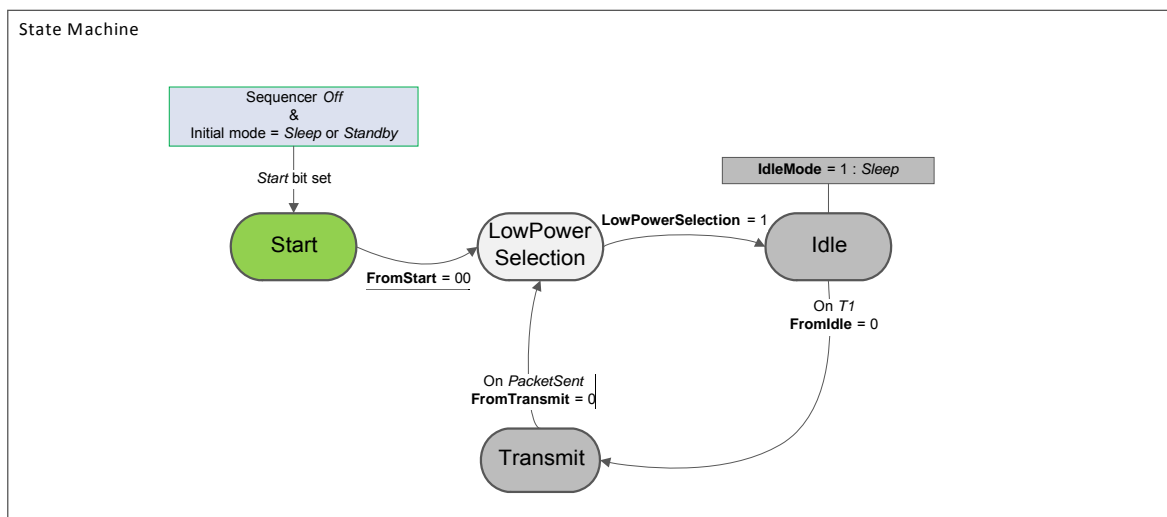 State Machine
Sequencer Off
&
Initial mode = Sleep or Standby
Start bit set
IdleMode = 1 : Sleep
Start
LowPower
Selection
LowPowerSelection = 1
Idle
FromStart = 00
On T1
FromIdle = 0
On PacketSent
FromTransmit = 0
Transmit